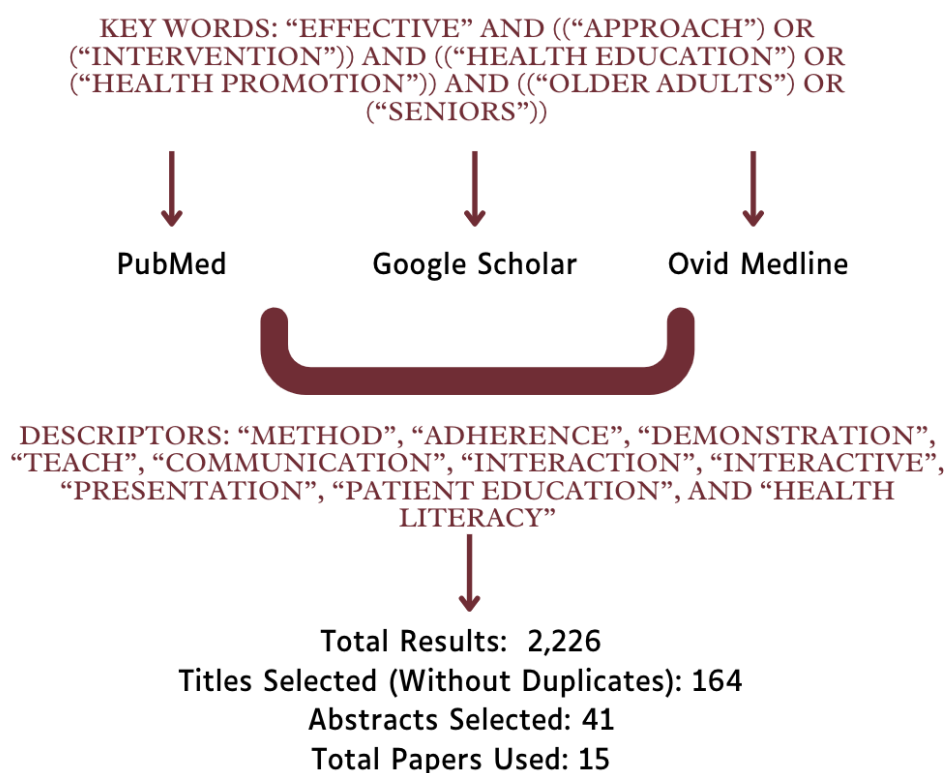 KEY WORDS: “EFFECTIVE” AND ((“APPROACH”) OR
(“INTERVENTION”)) AND ((“HEALTH EDUCATION”) OR
(“HEALTH PROMOTION”)) AND ((“OLDER ADULTS”) OR
(“SENIORS”))
PubMed
Google Scholar
Ovid Medline
DESCRIPTORS: “METHOD”, “ADHERENCE”, “DEMONSTRATION”,
“TEACH”, “COMMUNICATION”, “INTERACTION”, “INTERACTIVE”,
“PRESENTATION”, “PATIENT EDUCATION”, AND “HEALTH
LITERACY”
Total Results: 2,226
Titles Selected (Without Duplicates): 164
Abstracts Selected: 41
Total Papers Used: 15